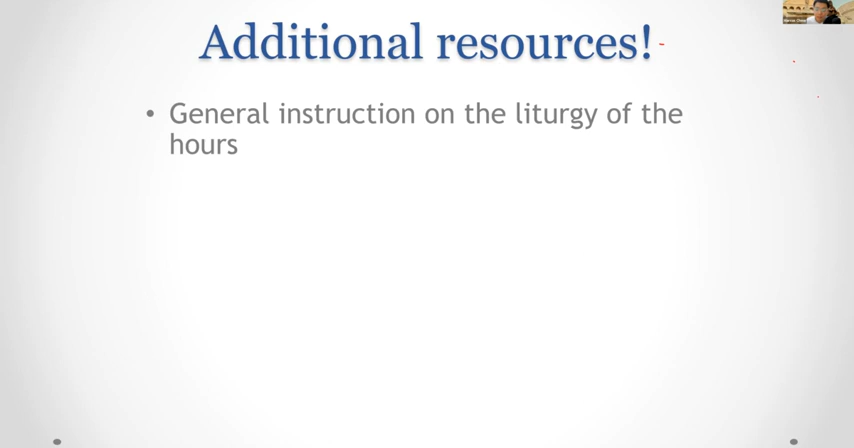 Additional resources!
• General instruction on the liturgy of the
hours